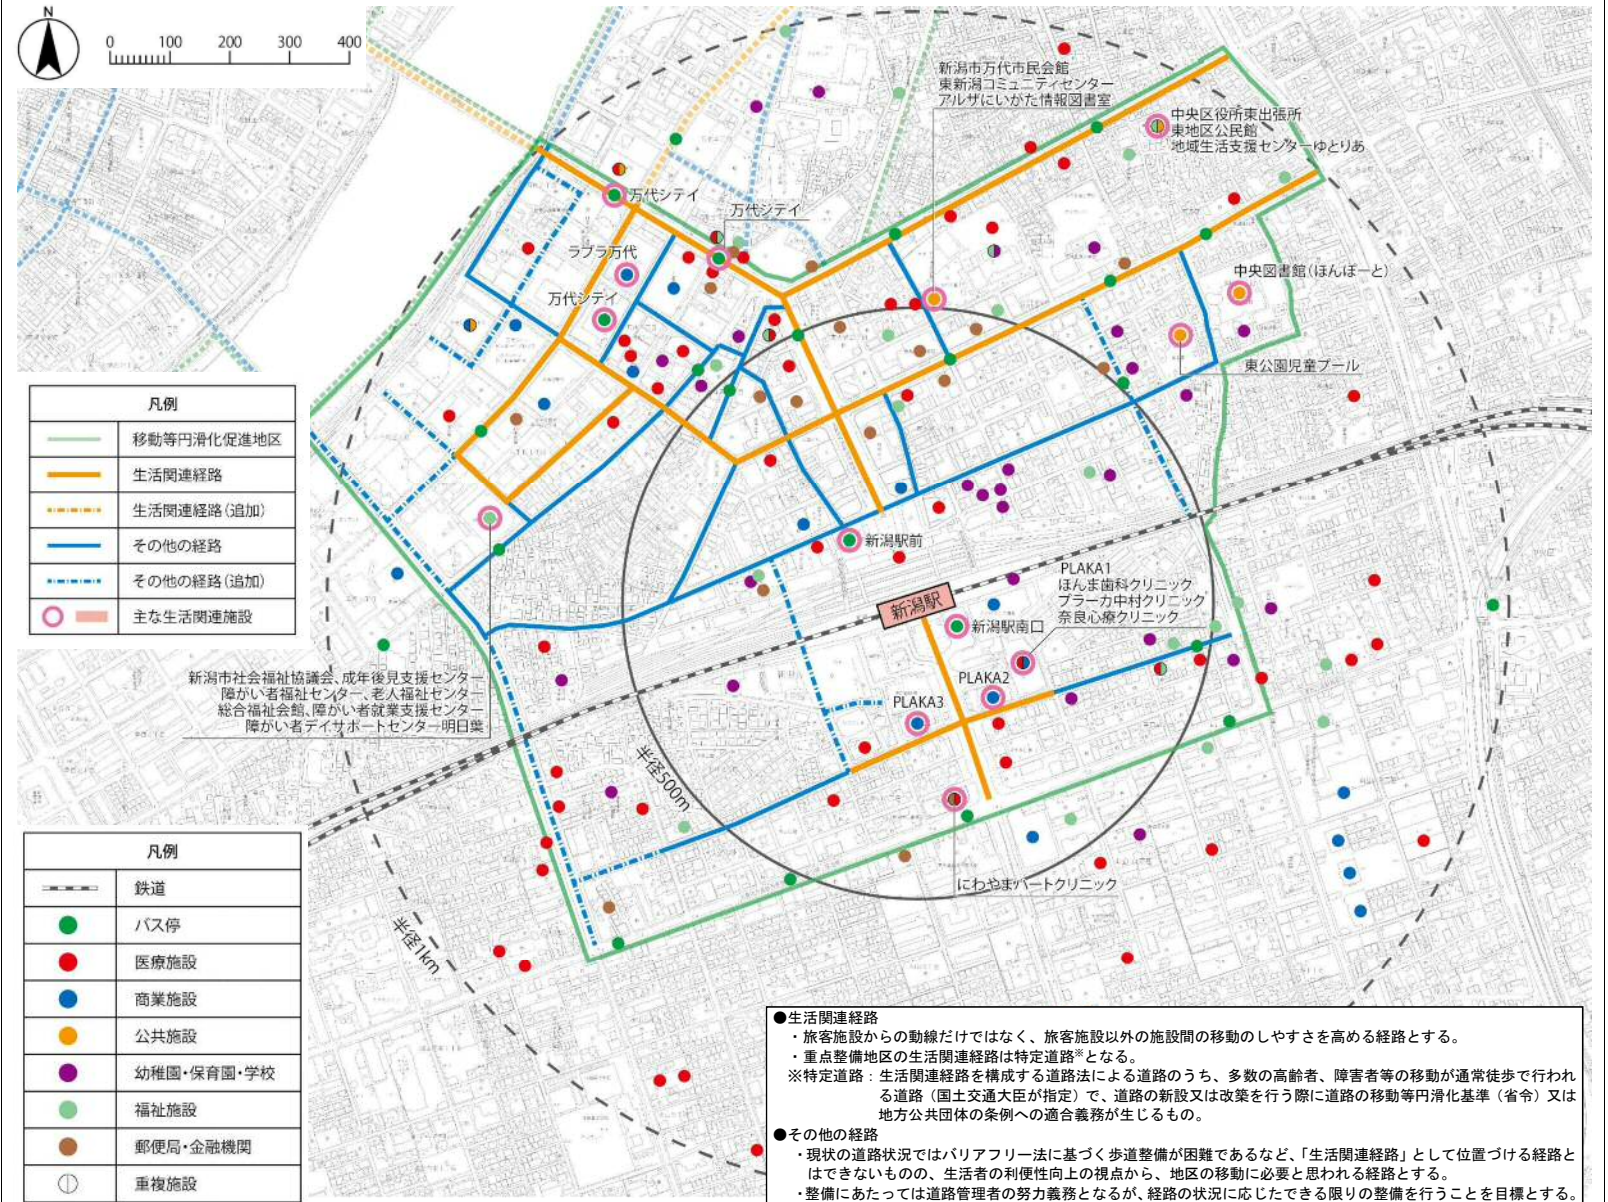 N
0 100 200 300 400
新潟市万代市民会館
東新潟コミュニティセンター
アルザにいがた情報図書室
中央区役所東出張所
東地区公民館
地域生活支援センターゆとりあ
万代シテイ
万代シテイ
ラブラ万代
万代シテイ
中央図書館(ほんぽーと)
東公園児童プール
凡例
移動等円滑化促進地区
生活関連経路
生活関連経路(追加)
その他の経路
その他の経路(追加)
主な生活関連施設
新潟駅前
新潟駅
新潟駅南口
PLAKA1
ほんま歯科クリニック
プラーカ中村クリニック
奈良心療クリニック
PLAKA2
PLAKA3
新潟市社会福祉協議会、成年後見支援センター
障がい者福祉センター、老人福祉センター
総合福祉会館、障がい者就業支援センター
障がい者デイサポートセンター明日葉
半径500m
半径1km
にわやまハートクリニック
凡例
鉄道
バス停
医療施設
商業施設
公共施設
幼稚園・保育園・学校
福祉施設
郵便局・金融機関
重複施設
●生活関連経路
・旅客施設からの動線だけではなく、旅客施設以外の施設間の移動のしやすさを高める経路とする。
・重点整備地区の生活関連経路は特定道路※となる。
※特定道路：生活関連経路を構成する道路法による道路のうち、多数の高齢者、障害者等の移動が通常徒歩で行われ
る道路（国土交通大臣が指定）で、道路の新設又は改築を行う際に道路の移動等円滑化基準（省令）又は
地方公共団体の条例への適合義務が生じるもの。
●その他の経路
・現状の道路状況ではバリアフリー法に基づく歩道整備が困難であるなど、「生活関連経路」として位置づける経路と
はできないものの、生活者の利便性向上の視点から、地区の移動に必要と思われる経路とする。
・整備にあたっては道路管理者の努力義務となるが、経路の状況に応じたできる限りの整備を行うことを目標とする。